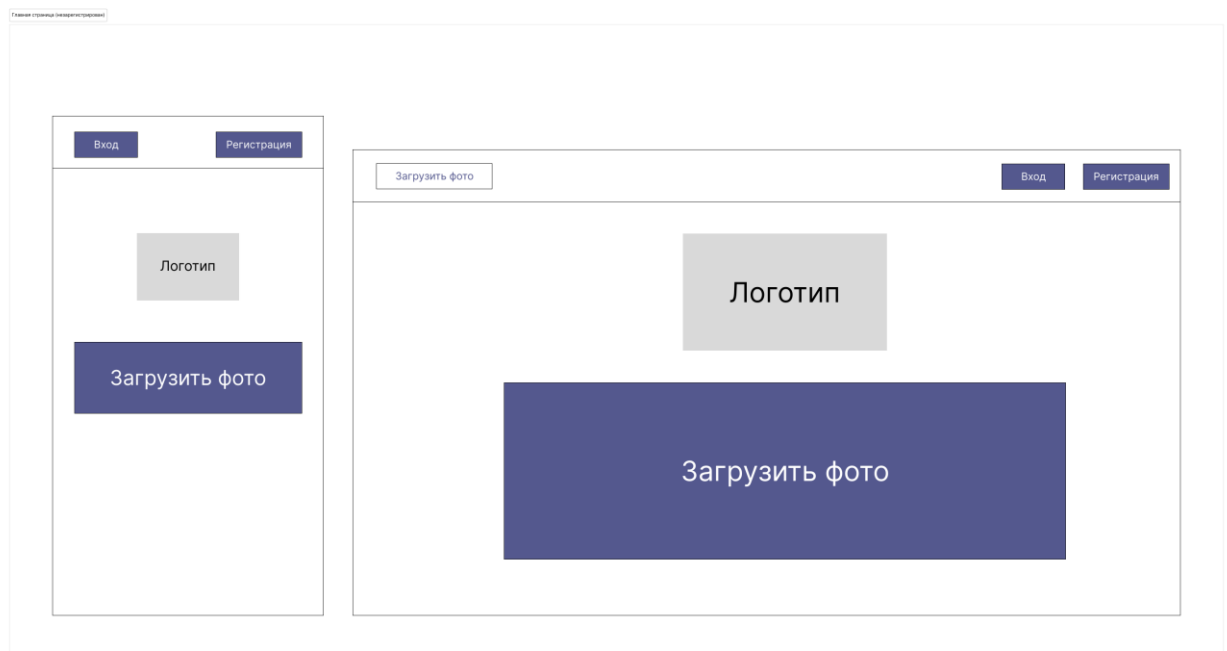 Главная страница (незарегистрирован)
Вход
Регистрация
Логотип
Загрузить фото
Загрузить фото
Вход
Регистрация
Логотип
Загрузить фото